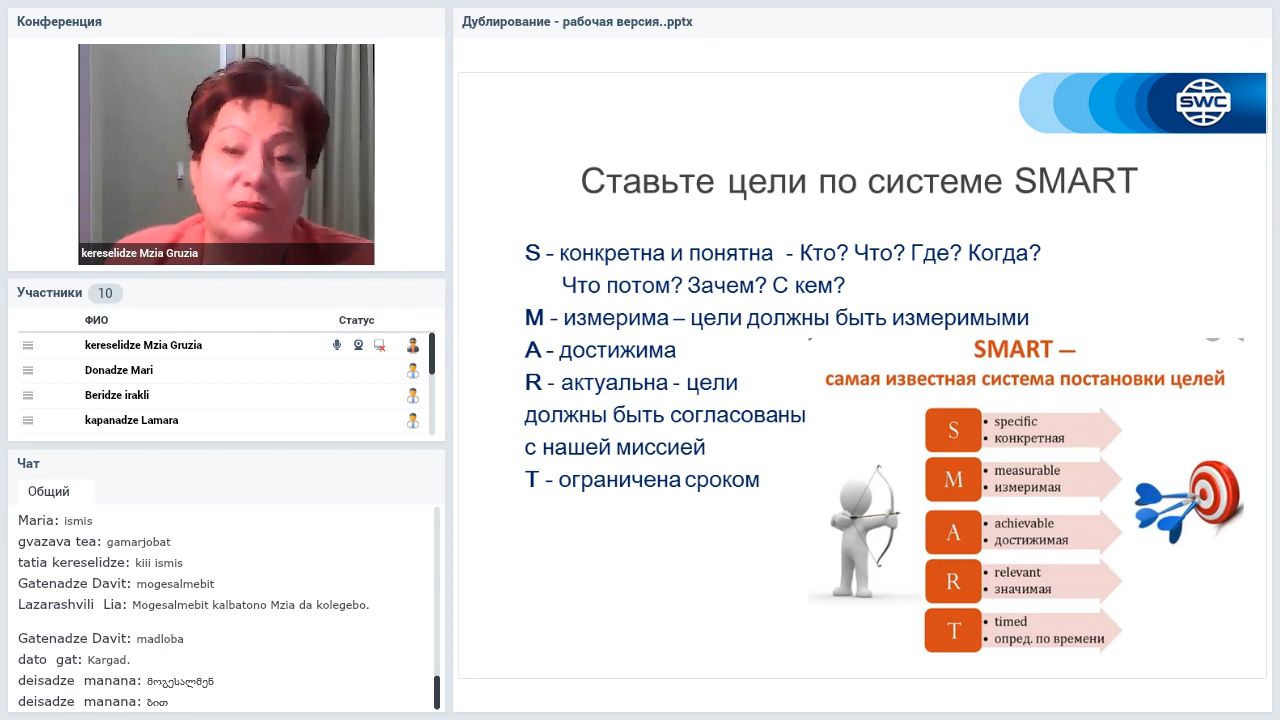 Конференция
kereselidze Mzia Gruzia
Участники 10
ФИО Статус
kereselidze Mzia Gruzia
Donadze Mari
Beridze irakli
kapanadze Lamara
Чат
Общий
Maria: ismis
gvazava tea: gamarjobat
tatia kereselidze: kiii ismis
Gatenadze Davit: mogesalmebit
Lazarashvili Lia: Mogesalmebit kalbatono Mzia da kolegebo.
Gatenadze Davit: madloba
dato gat: Kargad.
deisadze manana: მოგესალმენ
deisadze manana: ბით
Дублирование - рабочая версия..pptx
SWC
Ставьте цели по системе SMART
S - конкретна и понятна - Кто? Что? Где? Когда?
Что потом? Зачем? С кем?
M - измерима – цели должны быть измеримыми
A - достижима
R - актуальна - цели
должны быть согласованы
с нашей миссией
T - ограничена сроком
SMART —
самая известная система постановки целей
S
• specific
• конкретная
M
• measurable
• измеримая
A
• achievable
• достижимая
R
• relevant
• значимая
T
• timed
• опред. по времени